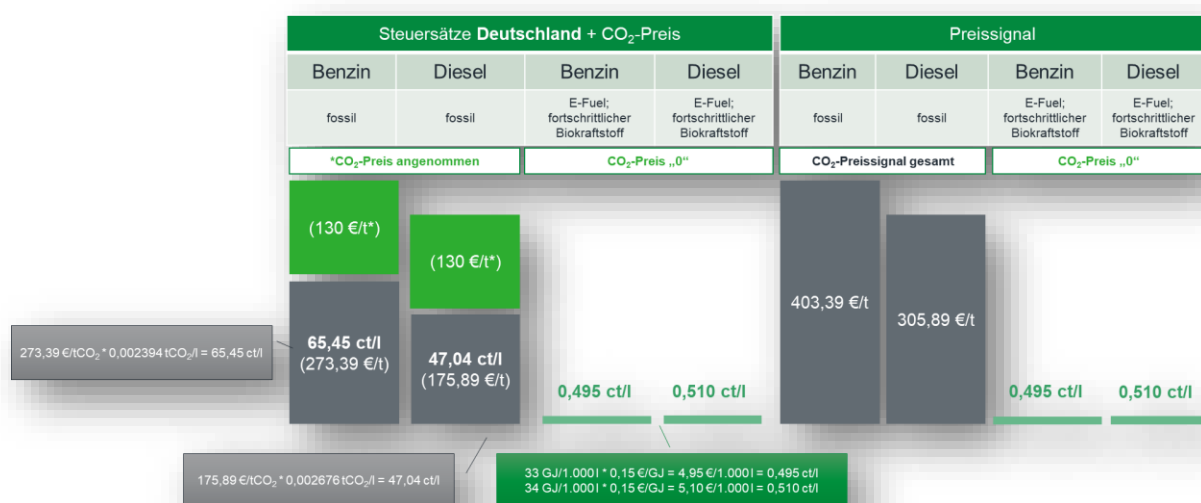 Steuersätze Deutschland + CO₂-Preis
Preissignal
Benzin
Diesel
Benzin
Diesel
Benzin
Diesel
Benzin
Diesel
fossil
fossil
E-Fuel;
fortschrittlicher
Biokraftstoff
E-Fuel;
fortschrittlicher
Biokraftstoff
fossil
fossil
E-Fuel;
fortschrittlicher
Biokraftstoff
E-Fuel;
fortschrittlicher
Biokraftstoff
*CO₂-Preis angenommen
CO₂-Preis „0“
CO₂-Preissignal gesamt
CO₂-Preis „0“
(130 €/t*)
(130 €/t*)
403,39 €/t
305,89 €/t
65,45 ct/l
(273,39 €/t)
47,04 ct/l
(175,89 €/t)
0,495 ct/l
0,510 ct/l
0,495 ct/l
0,510 ct/l
273,39 €/tCO₂ * 0,002394 tCO₂/l = 65,45 ct/l
175,89 €/tCO₂ * 0,002676 tCO₂/l = 47,04 ct/l
33 GJ/1.000 l * 0,15 €/GJ = 4,95 €/1.000 l = 0,495 ct/l
34 GJ/1.000 l * 0,15 €/GJ = 5,10 €/1.000 l = 0,510 ct/l